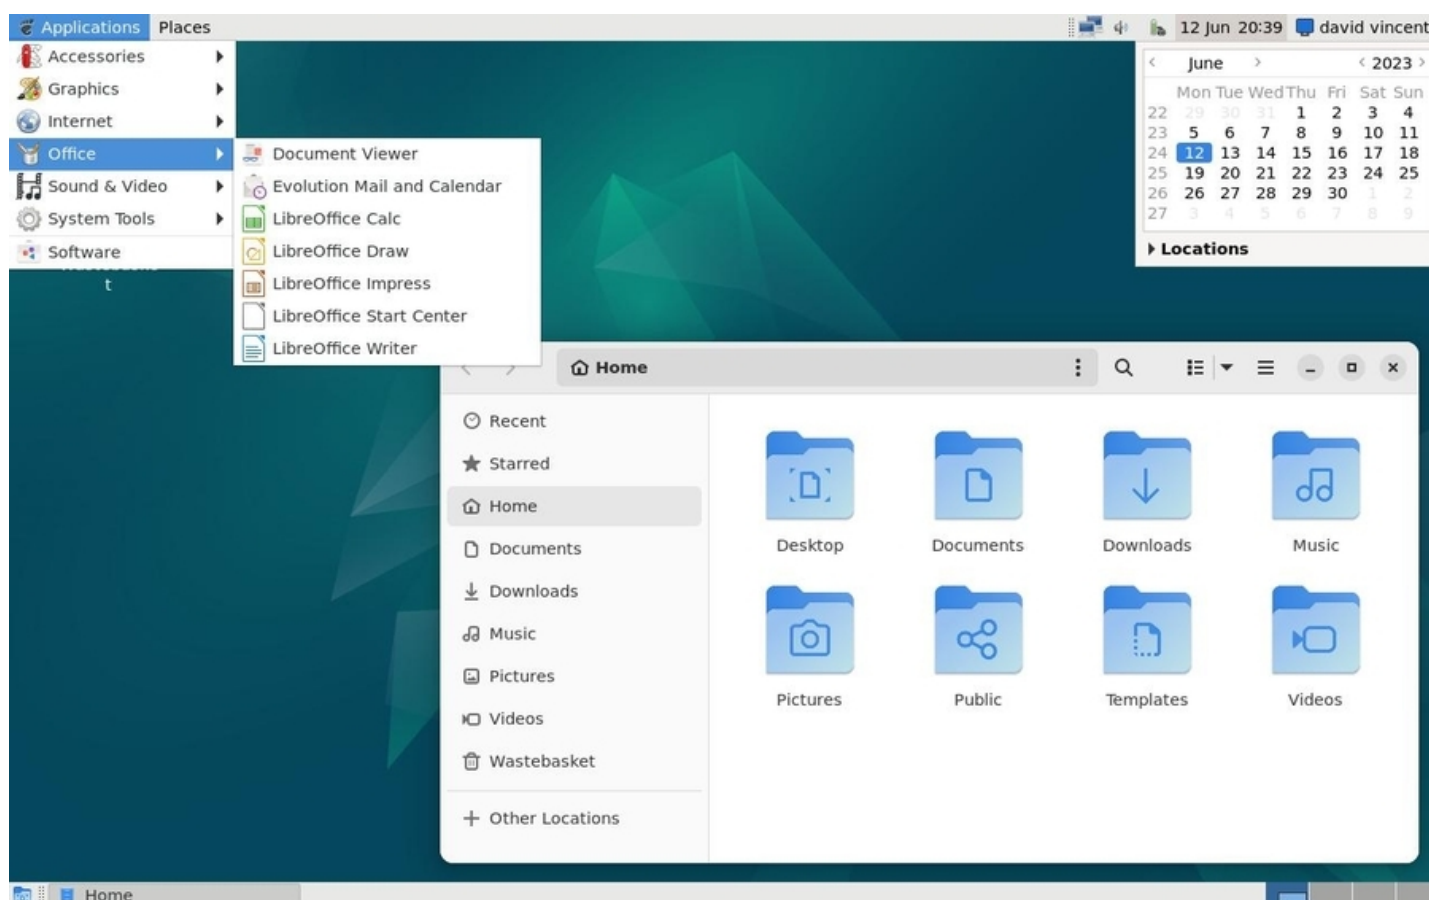 Applications Places 12 Jun 20:39 david vincent
Accessories
Graphics
Internet
Office
Sound & Video
System Tools
Software
t
Document Viewer
Evolution Mail and Calendar
LibreOffice Calc
LibreOffice Draw
LibreOffice Impress
LibreOffice Start Center
LibreOffice Writer
June 2023
Mon Tue Wed Thu Fri Sat Sun
22 29 30 31 1 2 3 4
23 5 6 7 8 9 10 11
24 12 13 14 15 16 17 18
25 19 20 21 22 23 24 25
26 26 27 28 29 30 1 2
27 3 4 5 6 7 8 9
Locations
Home
Recent
Starred
Home
Documents
Downloads
Music
Pictures
Videos
Wastebasket
Other Locations
Desktop Documents Downloads Music
Pictures Public Templates Videos
Home